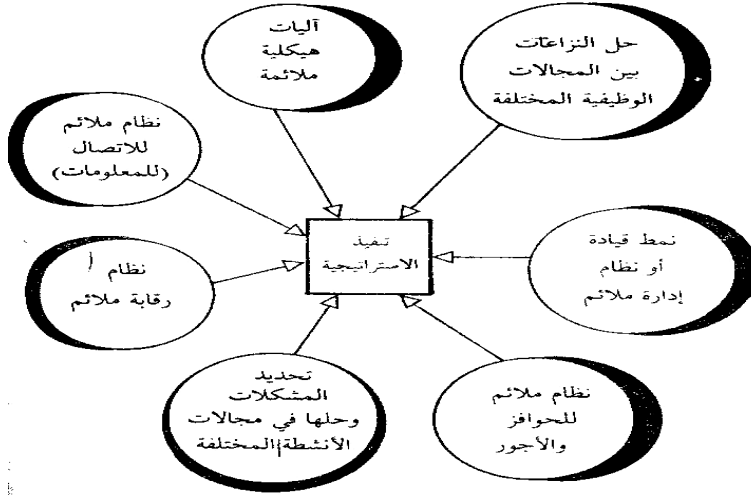 حل النزاعات
بين المجالات
الوظيفية المختلفة
آليات
هيكلية
ملائمة
نظام ملائم
للاتصال
(للمعلومات)
تنفيذ
الاستراتيجية
نمط قيادة
أو نظام
إدارة ملائم
نظام
رقابة ملائم
تحديد
المشكلات
وحلها في مجالات
الأنشطة المختلفة
نظام ملائم
للحوافز
والأجور